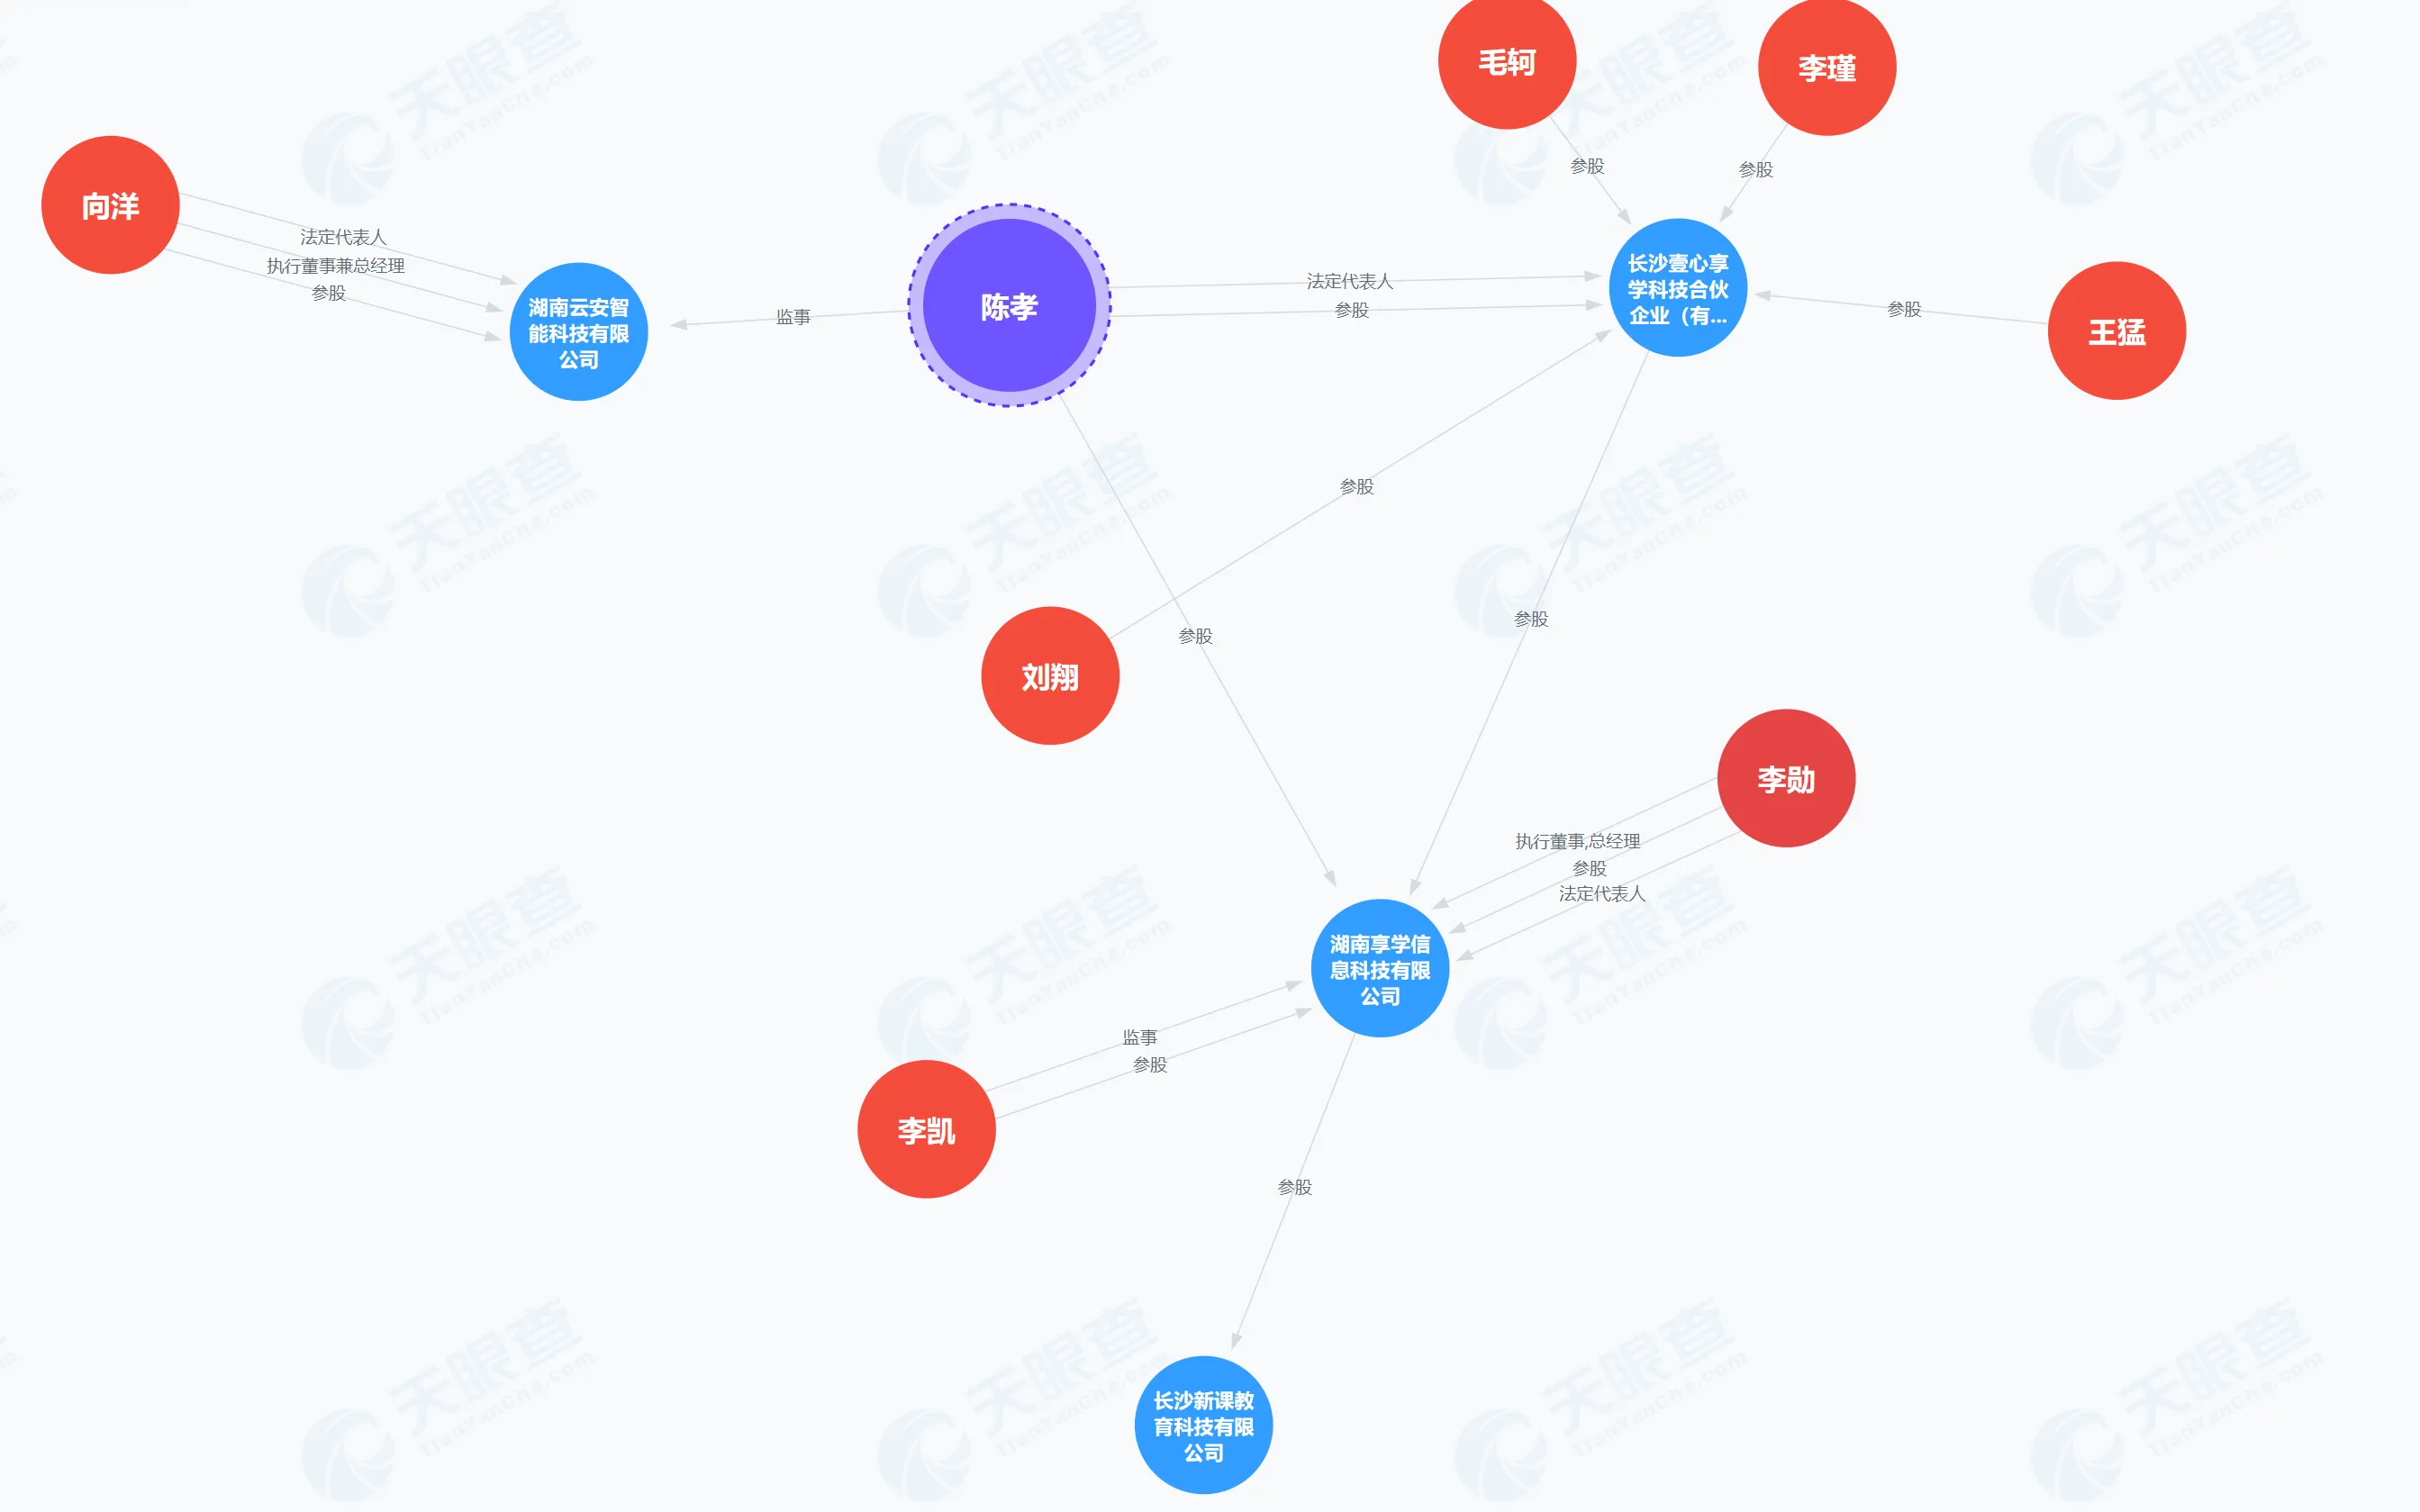 毛轲
李瑾
参股
参股
向洋
法定代表人
执行董事兼总经理
参股
湖南云安智
能科技有限
公司
监事
陈孝
法定代表人
参股
长沙壹心享
学科技合伙
企业（有...
参股
王猛
参股
刘翔
参股
参股
李勋
执行董事,总经理
参股
法定代表人
湖南享学信
息科技有限
公司
监事
参股
李凯
参股
长沙新课教
育科技有限
公司
天眼查
TianYanCha.com